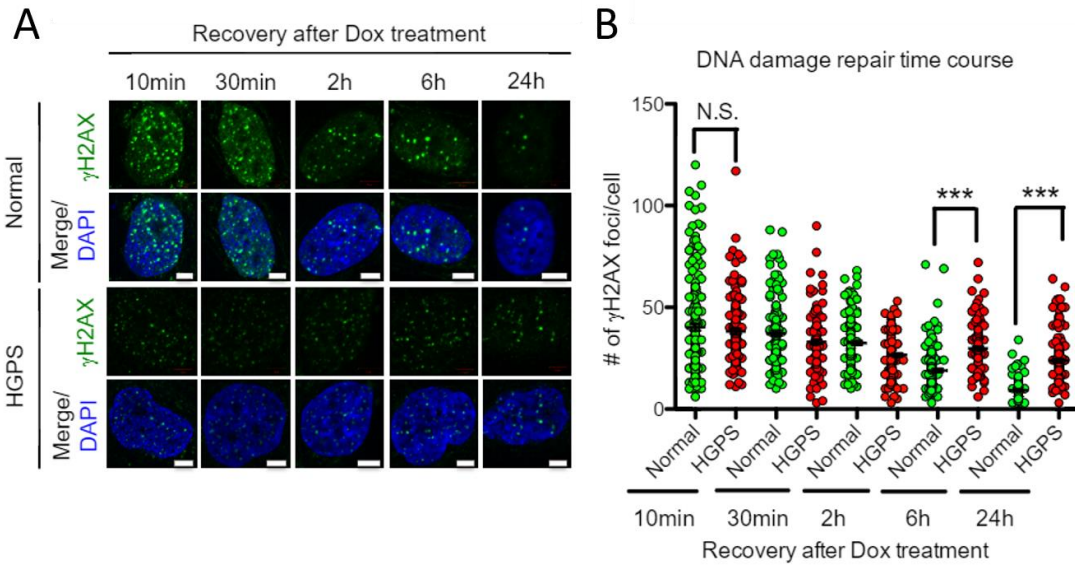 A
Recovery after Dox treatment
10min 30min 2h 6h 24h
Normal
γH2AX
Merge/
DAPI
HGPS
γH2AX
Merge/
DAPI
B
DNA damage repair time course
# of γH2AX foci/cell
150
100
50
0
N.S.
***
***
Normal HGPS Normal HGPS Normal HGPS Normal HGPS Normal HGPS
10min 30min 2h 6h 24h
Recovery after Dox treatment